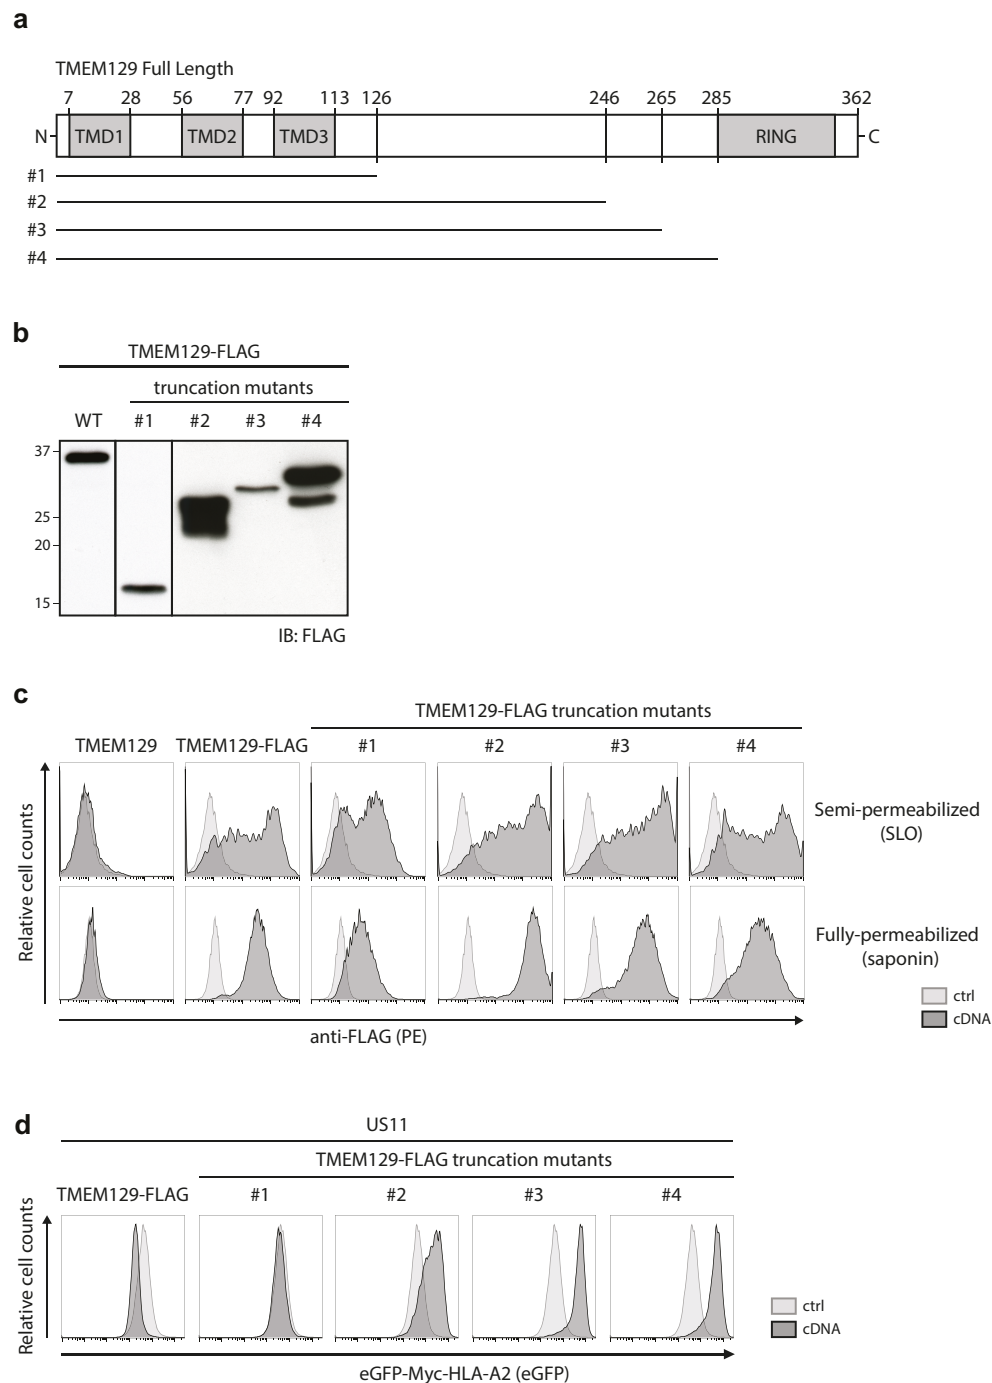 a
TMEM129 Full Length
7 28 56 77 92 113 126 246 265 285 362
N TMD1 TMD2 TMD3 RING C
#1
#2
#3
#4
b
TMEM129-FLAG
truncation mutants
WT #1 #2 #3 #4
37
25
20
15
IB: FLAG
c
TMEM129-FLAG truncation mutants
TMEM129 TMEM129-FLAG #1 #2 #3 #4
Relative cell counts
Semi-permeabilized
(SLO)
Fully-permeabilized
(saponin)
ctrl
cDNA
anti-FLAG (PE)
d
US11
TMEM129-FLAG truncation mutants
TMEM129-FLAG #1 #2 #3 #4
Relative cell counts
ctrl
cDNA
eGFP-Myc-HLA-A2 (eGFP)